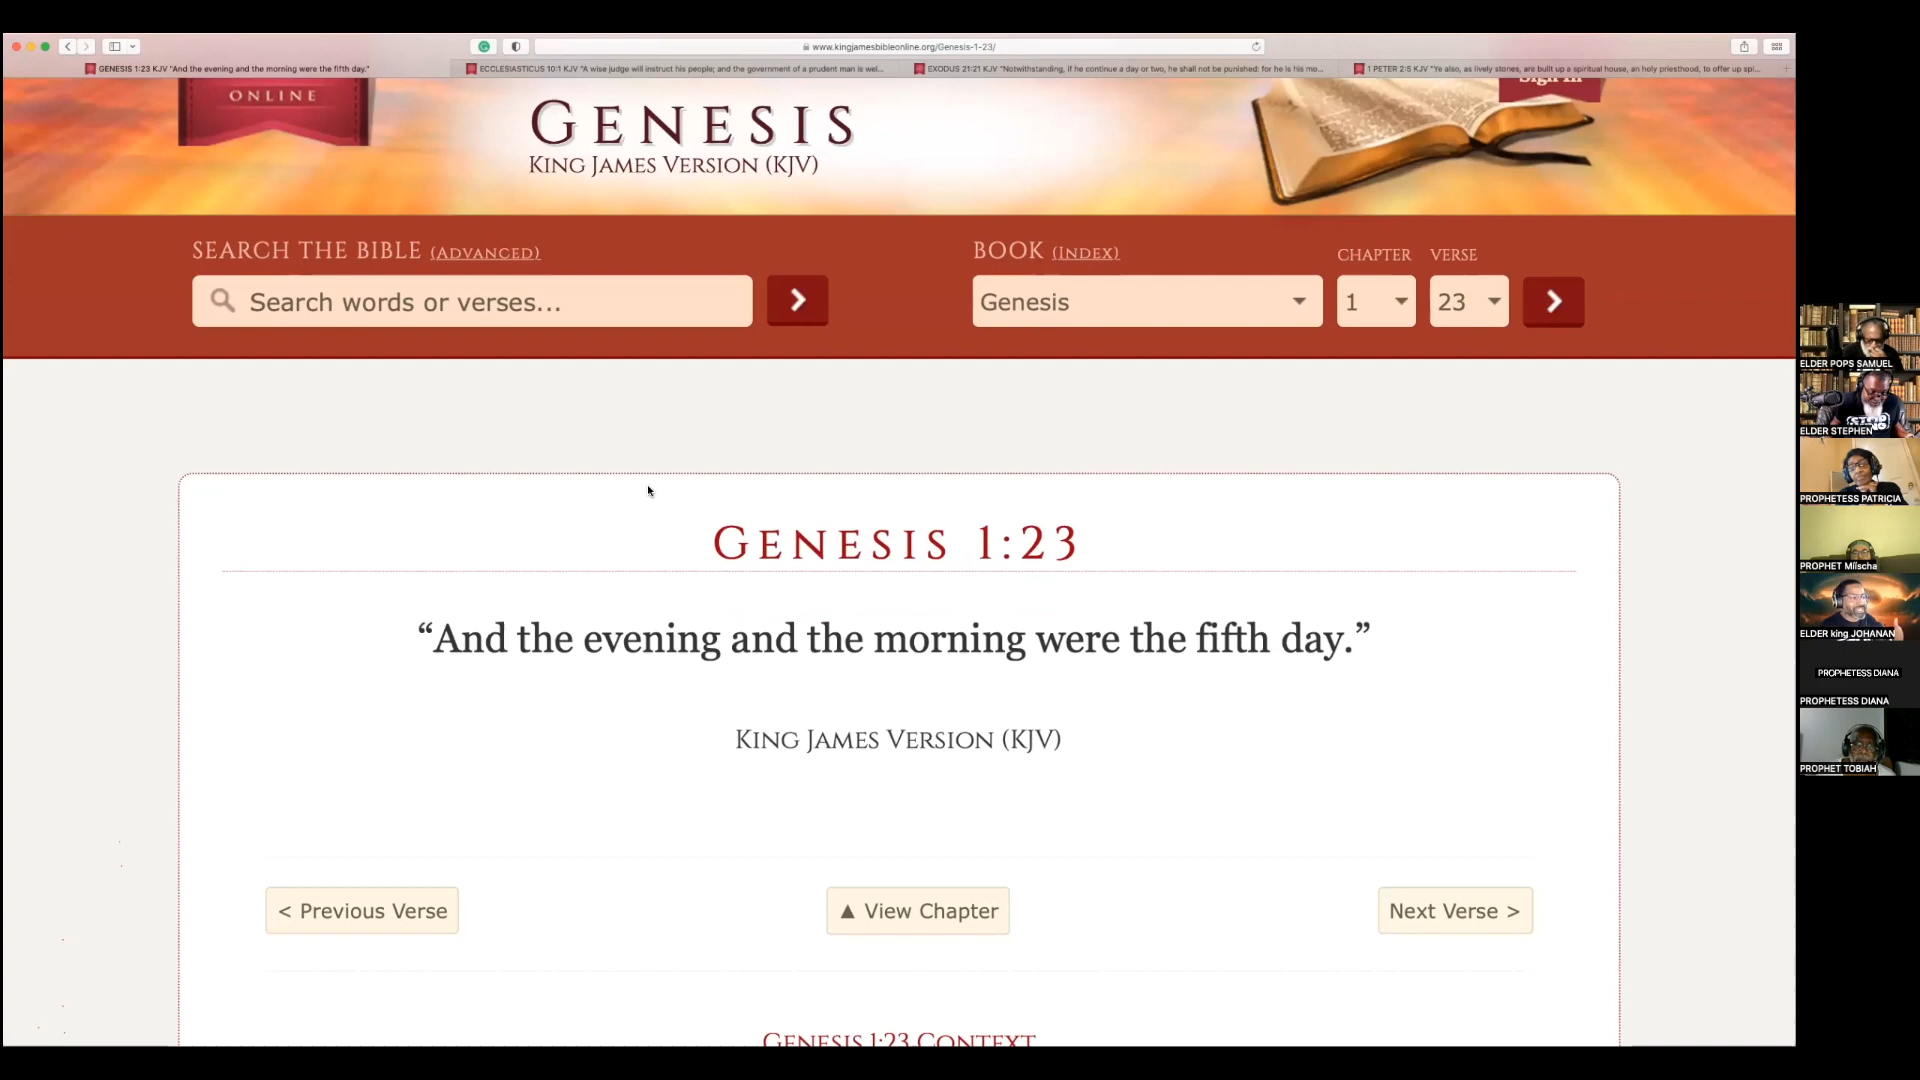 www.kingjamesbibleonline.org/Genesis-1-23/
GENESIS 1:23 KJV "And the evening and the morning were the fifth day."
ECCLESIASTICUS 10:1 KJV "A wise judge will instruct his people; and the government of a prudent man is wel...
EXODUS 21:21 KJV "Notwithstanding, if he continue a day or two, he shall not be punished: for he is his mo...
1 PETER 2:5 KJV "Ye also, as lively stones, are built up a spiritual house, an holy priesthood, to offer up spi...
ONLINE
GENESIS
KING JAMES VERSION (KJV)
Sign In
SEARCH THE BIBLE (ADVANCED)
Search words or verses...
BOOK (INDEX)
CHAPTER
VERSE
Genesis
1
23
GENESIS 1:23
“And the evening and the morning were the fifth day.”
KING JAMES VERSION (KJV)
< Previous Verse
▲ View Chapter
Next Verse >
GENESIS 1:23 CONTEXT
ELDER POPS SAMUEL
ELDER STEPHEN
PROPHETESS PATRICIA
PROPHET Miìscha
ELDER king JOHANAN
PROPHETESS DIANA
PROPHETESS DIANA
PROPHET TOBIAH